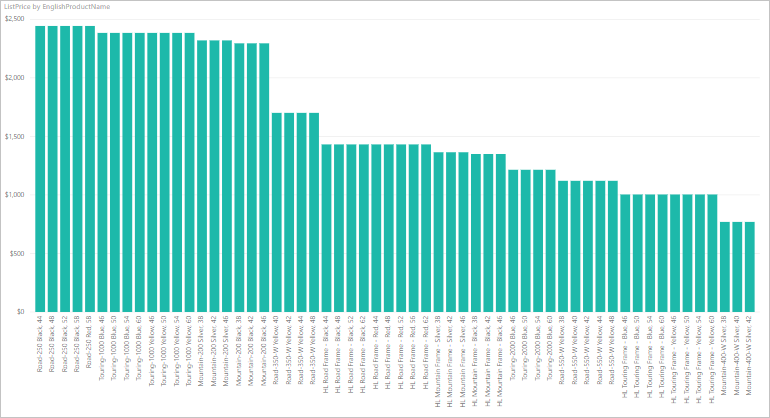 ListPrice by EnglishProductName
$2,500
$2,000
$1,500
$1,000
$500
$0
Road-250 Black, 44
Road-250 Black, 48
Road-250 Black, 52
Road-250 Black, 58
Road-250 Red, 58
Touring-1000 Blue, 46
Touring-1000 Blue, 50
Touring-1000 Blue, 54
Touring-1000 Blue, 60
Touring-1000 Yellow, 46
Touring-1000 Yellow, 50
Touring-1000 Yellow, 54
Touring-1000 Yellow, 60
Mountain-200 Silver, 38
Mountain-200 Silver, 42
Mountain-200 Silver, 46
Mountain-200 Black, 38
Mountain-200 Black, 42
Mountain-200 Black, 46
Road-350-W Yellow, 40
Road-350-W Yellow, 42
Road-350-W Yellow, 44
Road-350-W Yellow, 48
HL Road Frame - Black, 44
HL Road Frame - Black, 48
HL Road Frame - Black, 52
HL Road Frame - Black, 62
HL Road Frame - Red, 44
HL Road Frame - Red, 48
HL Road Frame - Red, 52
HL Road Frame - Red, 56
HL Road Frame - Red, 62
HL Mountain Frame - Silver, 38
HL Mountain Frame - Silver, 42
HL Mountain Frame - Silver, 46
HL Mountain Frame - Black, 38
HL Mountain Frame - Black, 42
HL Mountain Frame - Black, 46
Touring-2000 Blue, 46
Touring-2000 Blue, 50
Touring-2000 Blue, 54
Touring-2000 Blue, 60
Road-550-W Yellow, 38
Road-550-W Yellow, 40
Road-550-W Yellow, 42
Road-550-W Yellow, 44
Road-550-W Yellow, 48
HL Touring Frame - Blue, 46
HL Touring Frame - Blue, 50
HL Touring Frame - Blue, 54
HL Touring Frame - Blue, 60
HL Touring Frame - Yellow, 46
HL Touring Frame - Yellow, 50
HL Touring Frame - Yellow, 54
HL Touring Frame - Yellow, 60
Mountain-400-W Silver, 38
Mountain-400-W Silver, 40
Mountain-400-W Silver, 42